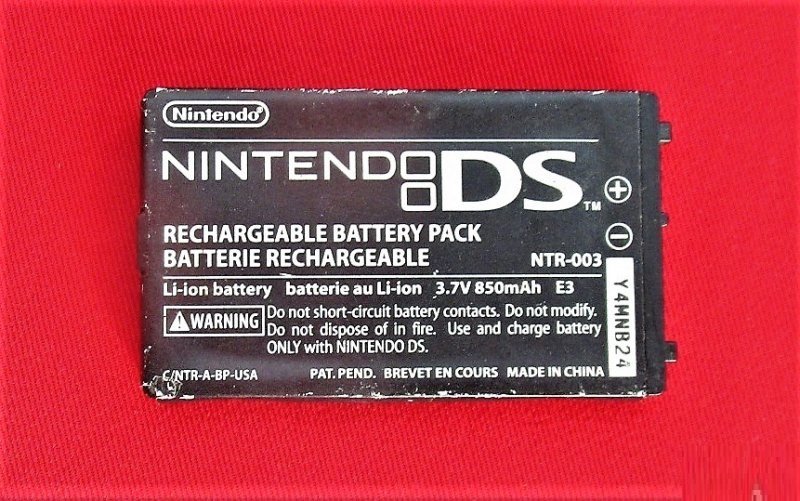 Nintendo®
NINTENDO DS™
+
RECHARGEABLE BATTERY PACK
−
BATTERIE RECHARGEABLE NTR-003
Li-ion battery batterie au Li-ion 3.7V 850mAh E3
⚠WARNING
Do not short-circuit battery contacts. Do not modify.
Do not dispose of in fire. Use and charge battery
ONLY with NINTENDO DS.
C/NTR-A-BP-USA PAT. PEND. BREVET EN COURS MADE IN CHINA
Y4MNB24